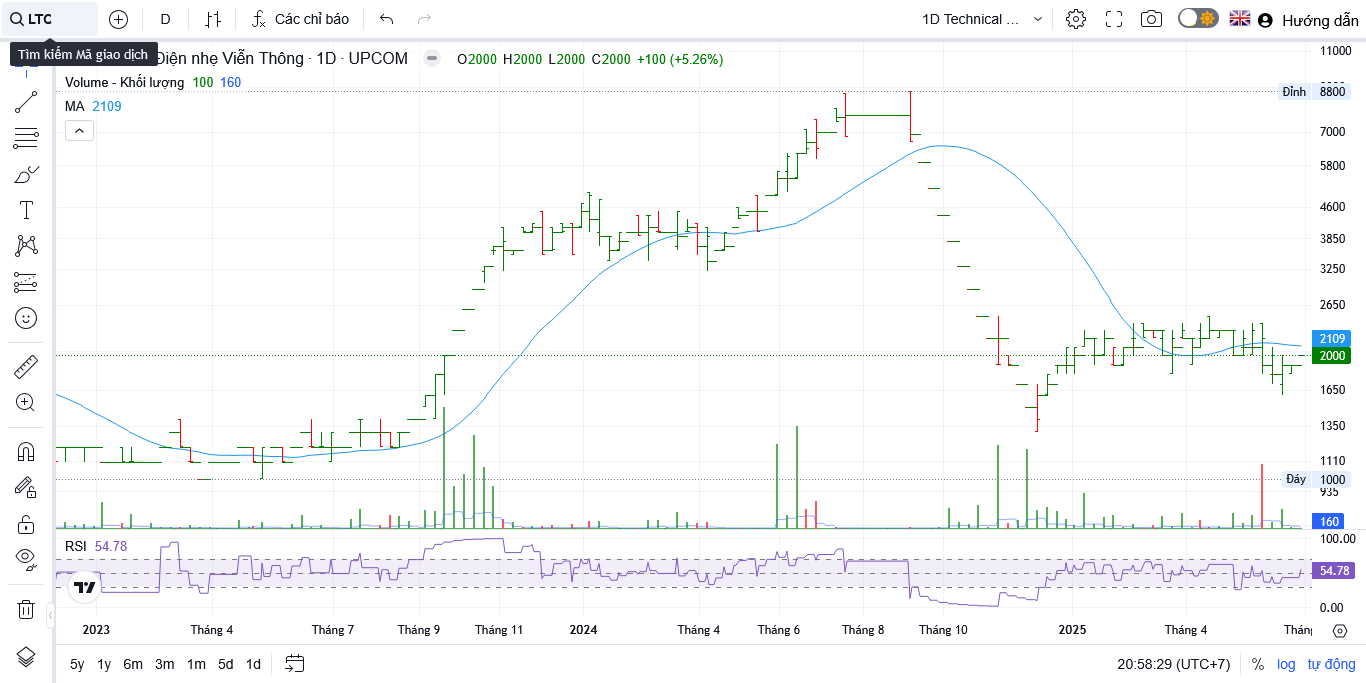 LTC
D
Các chỉ báo
1D Technical ...
Hướng dẫn
Tìm kiếm Mã giao dịch
Điện nhẹ Viễn Thông · 1D · UPCOM
O2000 H2000 L2000 C2000 +100 (+5.26%)
Volume - Khối lượng 100 160
MA 2109
11000
Đỉnh 8800
7000
5800
4600
3850
3250
2650
2109
2000
1650
1350
1110
Đáy 1000
935
160
RSI 54.78
100.00
54.78
0.00
2023 Tháng 4 Tháng 7 Tháng 9 Tháng 11 2024 Tháng 4 Tháng 6 Tháng 8 Tháng 10 2025 Tháng 4 Tháng
5y 1y 6m 3m 1m 5d 1d
20:58:29 (UTC+7) % log tự động